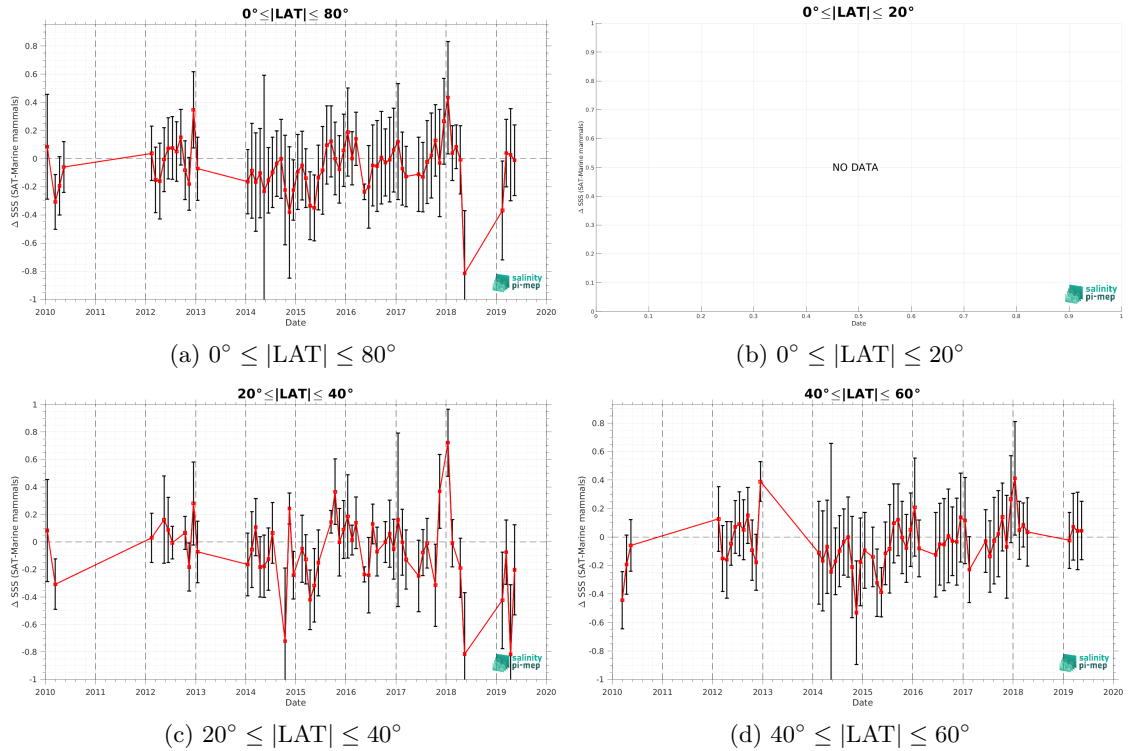 0°≤|LAT|≤ 80°
Δ SSS (SAT-Marine mammals)
0.8
0.6
0.4
0.2
0
-0.2
-0.4
-0.6
-0.8
-1
2010 2011 2012 2013 2014 2015 2016 2017 2018 2019 2020
Date
salinity
pi-mep
(a) 0° ≤ |LAT| ≤ 80°
0°≤|LAT|≤ 20°
Δ SSS (SAT-Marine mammals)
1
0.9
0.8
0.7
0.6
0.5
0.4
0.3
0.2
0.1
0
NO DATA
0 0.1 0.2 0.3 0.4 0.5 0.6 0.7 0.8 0.9 1
Date
salinity
pi-mep
(b) 0° ≤ |LAT| ≤ 20°
20°≤|LAT|≤ 40°
Δ SSS (SAT-Marine mammals)
1
0.8
0.6
0.4
0.2
0
-0.2
-0.4
-0.6
-0.8
-1
2010 2011 2012 2013 2014 2015 2016 2017 2018 2019 2020
Date
salinity
pi-mep
(c) 20° ≤ |LAT| ≤ 40°
40°≤|LAT|≤ 60°
Δ SSS (SAT-Marine mammals)
0.8
0.6
0.4
0.2
0
-0.2
-0.4
-0.6
-0.8
-1
2010 2011 2012 2013 2014 2015 2016 2017 2018 2019 2020
Date
salinity
pi-mep
(d) 40° ≤ |LAT| ≤ 60°